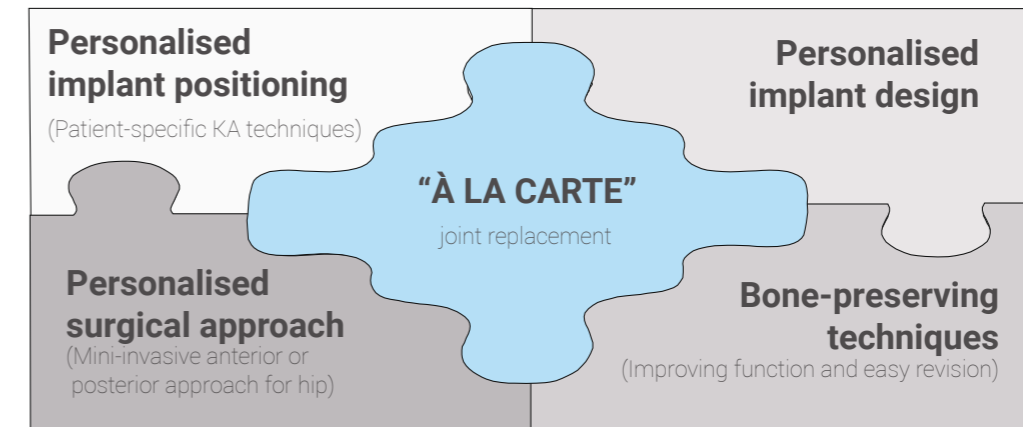 Personalised
implant positioning
(Patient-specific KA techniques)
Personalised
implant design
“À LA CARTE”
joint replacement
Personalised
surgical approach
(Mini-invasive anterior or
posterior approach for hip)
Bone-preserving
techniques
(Improving function and easy revision)